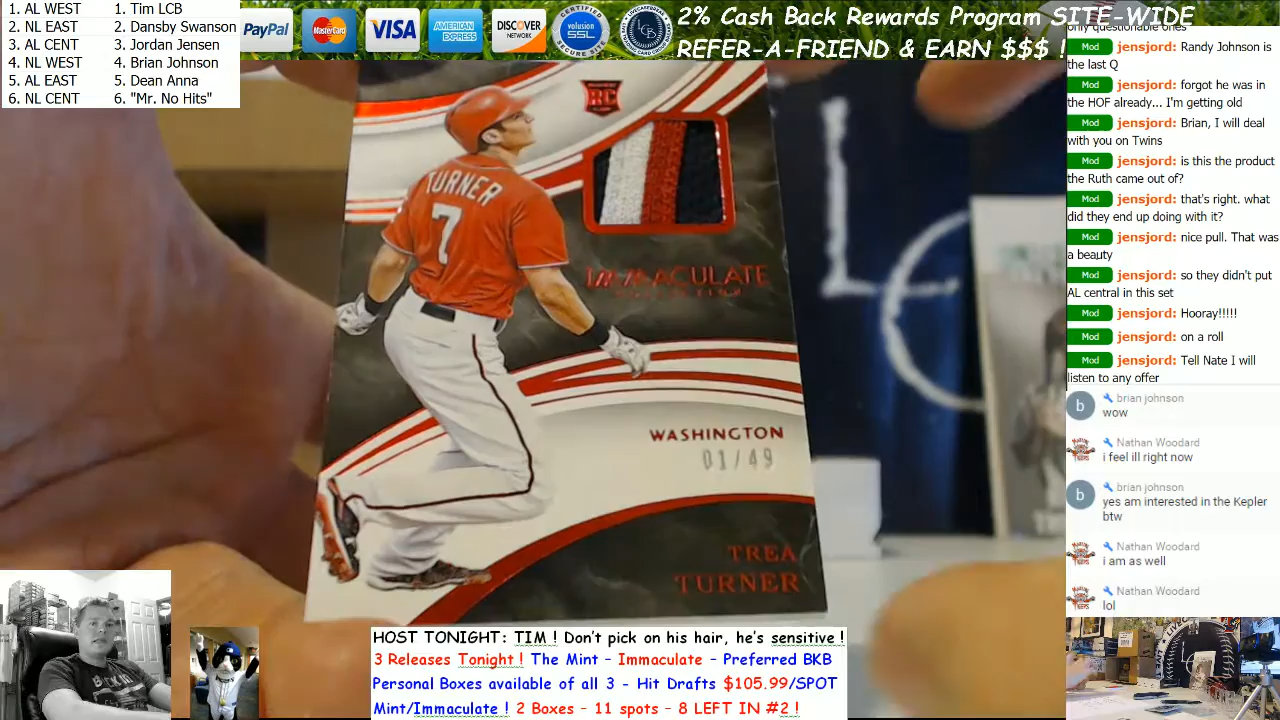 1. AL WEST 1. Tim LCB
2. NL EAST 2. Dansby Swanson
3. AL CENT 3. Jordan Jensen
4. NL WEST 4. Brian Johnson
5. AL EAST 5. Dean Anna
6. NL CENT 6. "Mr. No Hits"
PayPal
MasterCard
VISA
AMERICAN EXPRESS
DISCOVER NETWORK
volusion SSL
CERTIFIED SECURE SITE
2% Cash Back Rewards Program SITE-WIDE
REFER-A-FRIEND & EARN $$$ !
only questionable ones
Mod jensjord: Randy Johnson is
the last Q
Mod jensjord: forgot he was in
the HOF already... I'm getting old
Mod jensjord: Brian, I will deal
with you on Twins
Mod jensjord: is this the product
the Ruth came out of?
Mod jensjord: that's right. what
did they end up doing with it?
Mod jensjord: nice pull. That was
a beauty
Mod jensjord: so they didn't put
AL central in this set
Mod jensjord: Hooray!!!!!
Mod jensjord: on a roll
Mod jensjord: Tell Nate I will
listen to any offer
b brian johnson
wow
Nathan Woodard
i feel ill right now
b brian johnson
yes am interested in the Kepler
btw
Nathan Woodard
i am as well
Nathan Woodard
lol
RC
TURNER
7
IMMACULATE
COLLECTION
WASHINGTON
01/49
TREA
TURNER
L
HOST TONIGHT: TIM ! Don't pick on his hair, he's sensitive !
3 Releases Tonight ! The Mint - Immaculate - Preferred BKB
Personal Boxes available of all 3 - Hit Drafts $105.99/SPOT
Mint/Immaculate ! 2 Boxes - 11 spots - 8 LEFT IN #2 !